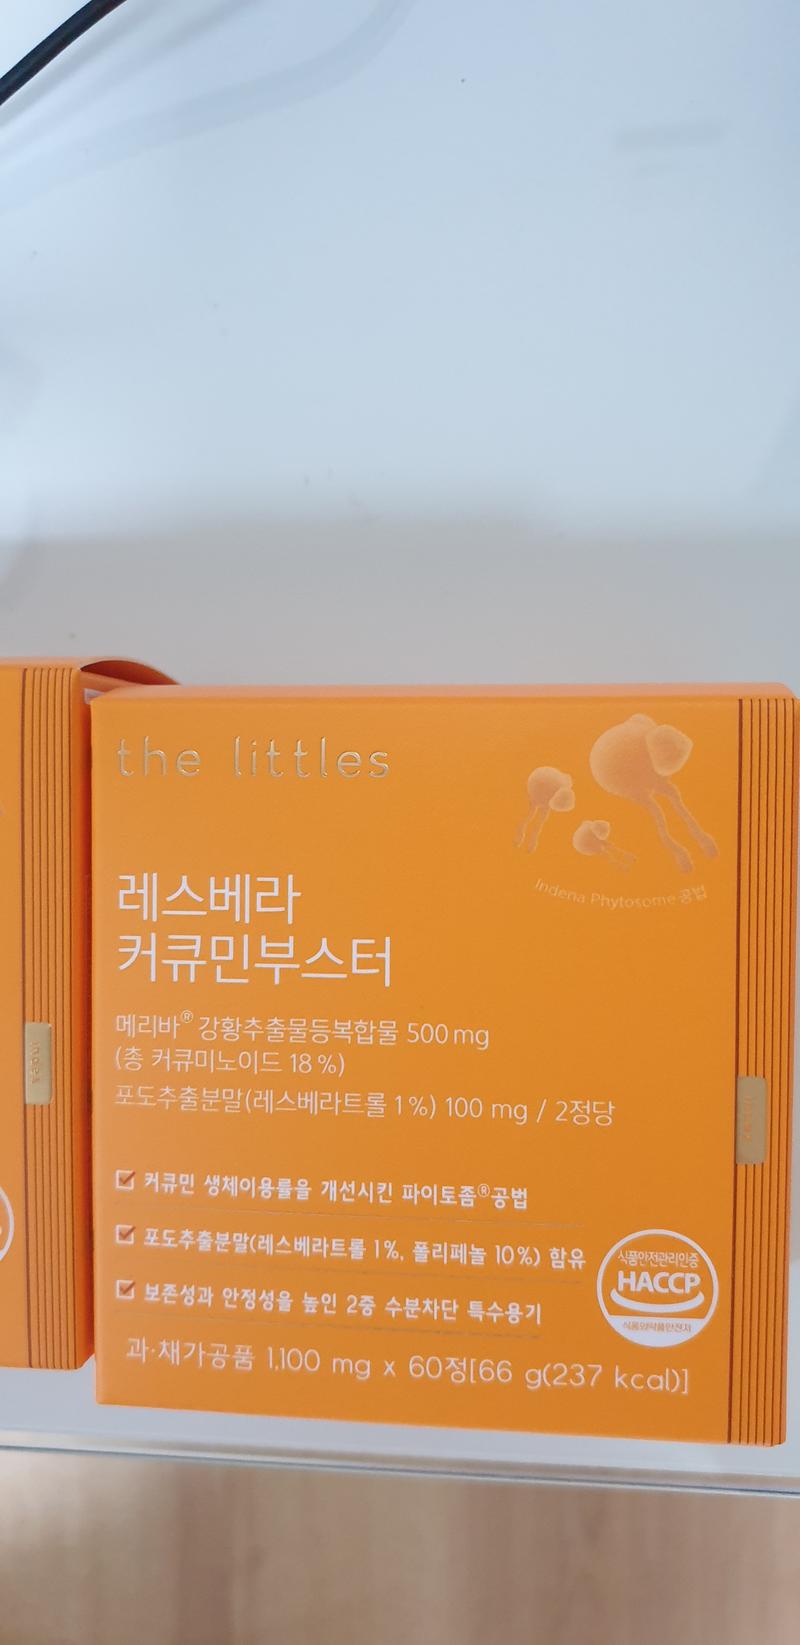 the littles
Indena Phytosome 공법
레스베라
커큐민부스터
메리바® 강황추출물등복합물 500 mg
(총 커큐미노이드 18 %)
포도추출분말(레스베라트롤 1 %) 100 mg / 2정당
커큐민 생체이용률을 개선시킨 파이토좀®공법
포도추출분말(레스베라트롤 1%, 폴리페놀 10%) 함유
보존성과 안정성을 높인 2중 수분차단 특수용기
식품안전관리인증
HACCP
식품의약품안전처
과·채가공품 1,100 mg x 60정[66 g(237 kcal)]